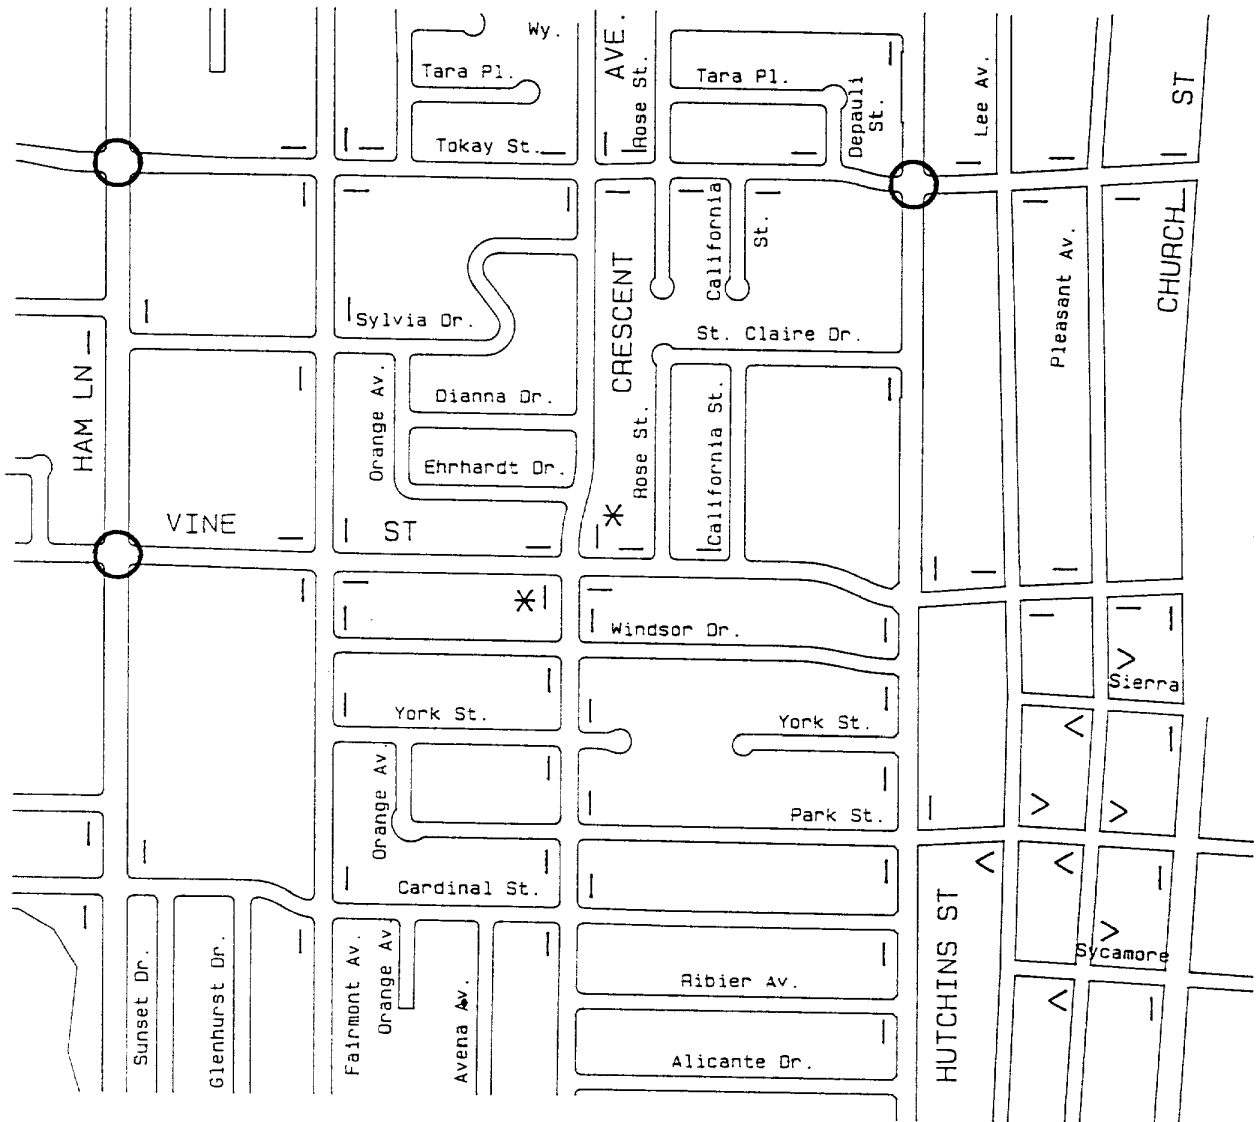 Wy.
AVE.
Rose St.
Tara Pl.
Tara Pl.
Depauli
St.
Lee Av.
ST
Tokay St.
California
St.
CHURCH
Pleasant Av.
CRESCENT
Sylvia Dr.
St. Claire Dr.
HAM LN
Orange Av.
Dianna Dr.
Rose St.
California St.
Ehrhardt Dr.
VINE
ST
Windsor Dr.
Sierra
York St.
York St.
Orange Av.
Park St.
Cardinal St.
HUTCHINS ST
Sycamore
Sunset Dr.
Glenhurst Dr.
Fairmont Av.
Orange Av
Avena Av.
Ribier Av.
Alicante Dr.